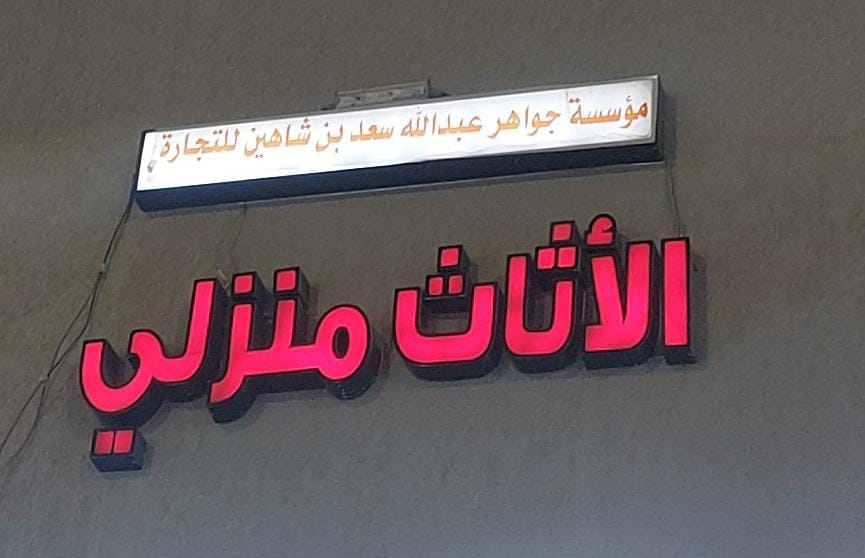 مؤسسة جواهر عبدالله سعد بن شاهين للتجارة
الأثاث منزلي